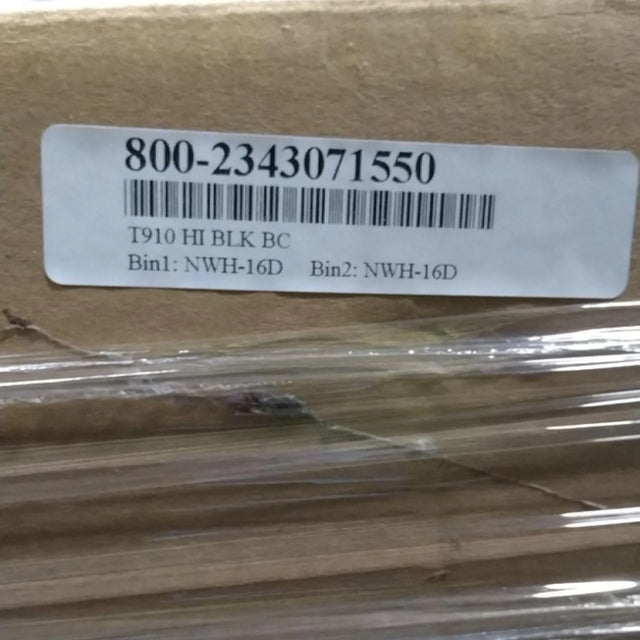 800-2343071550
T910 HI BLK BC
Bin1: NWH-16D Bin2: NWH-16D